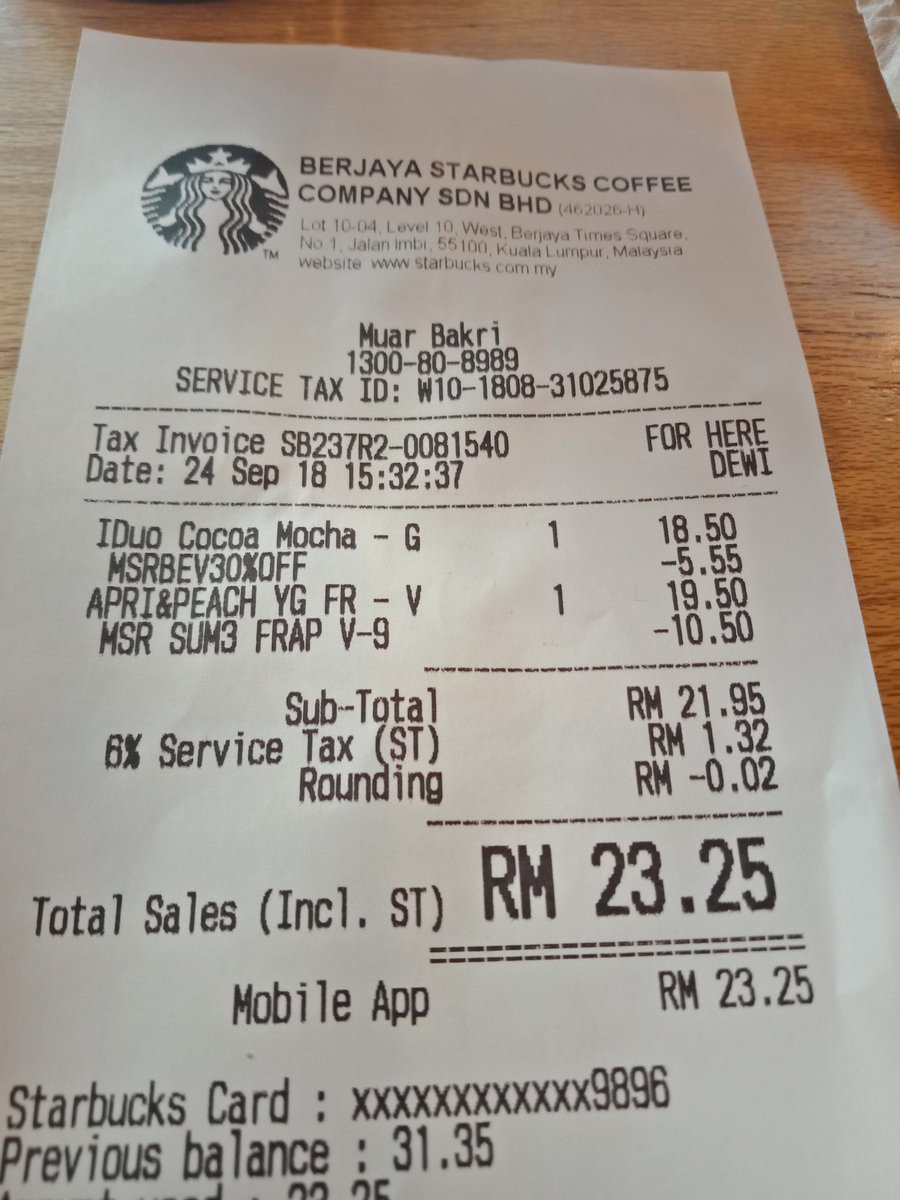 BERJAYA STARBUCKS COFFEE
COMPANY SDN BHD (462026-H)
Lot 10-04, Level 10, West, Berjaya Times Square,
No 1, Jalan Imbi, 55100, Kuala Lumpur, Malaysia
website www.starbucks.com.my
TM
Muar Bakri
1300-80-8989
SERVICE TAX ID: W10-1808-31025875
Tax Invoice SB237R2-0081540 FOR HERE
Date: 24 Sep 18 15:32:37 DEWI
IDuo Cocoa Mocha - G 1 18.50
MSRBEV30%OFF -5.55
APRI&PEACH YG FR - V 1 19.50
MSR SUM3 FRAP V-9 -10.50
Sub-Total RM 21.95
6% Service Tax (ST) RM 1.32
Rounding RM -0.02
Total Sales (Incl. ST) RM 23.25
Mobile App RM 23.25
Starbucks Card : xxxxxxxxxxxx9896
Previous balance : 31.35